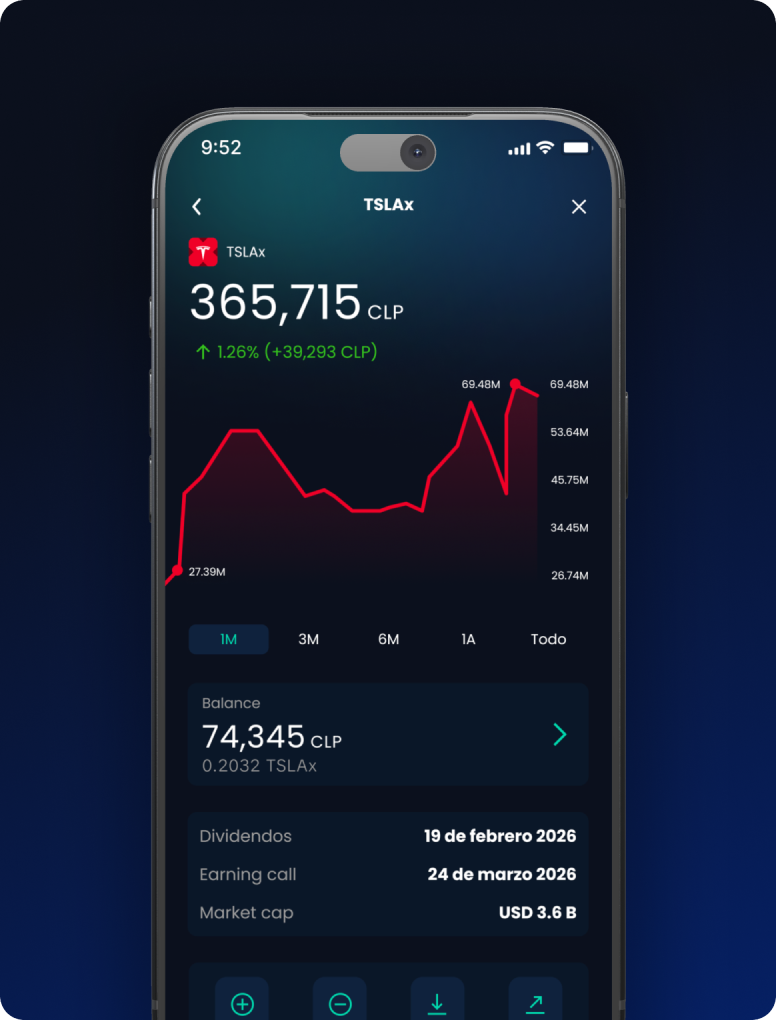 9:52
TSLAx
TSLAx
365,715 CLP
↑ 1.26% (+39,293 CLP)
69.48M
69.48M
53.64M
45.75M
34.45M
27.39M
26.74M
1M 3M 6M 1A Todo
Balance
74,345 CLP
0.2032 TSLAx
Dividendos 19 de febrero 2026
Earning call 24 de marzo 2026
Market cap USD 3.6 B